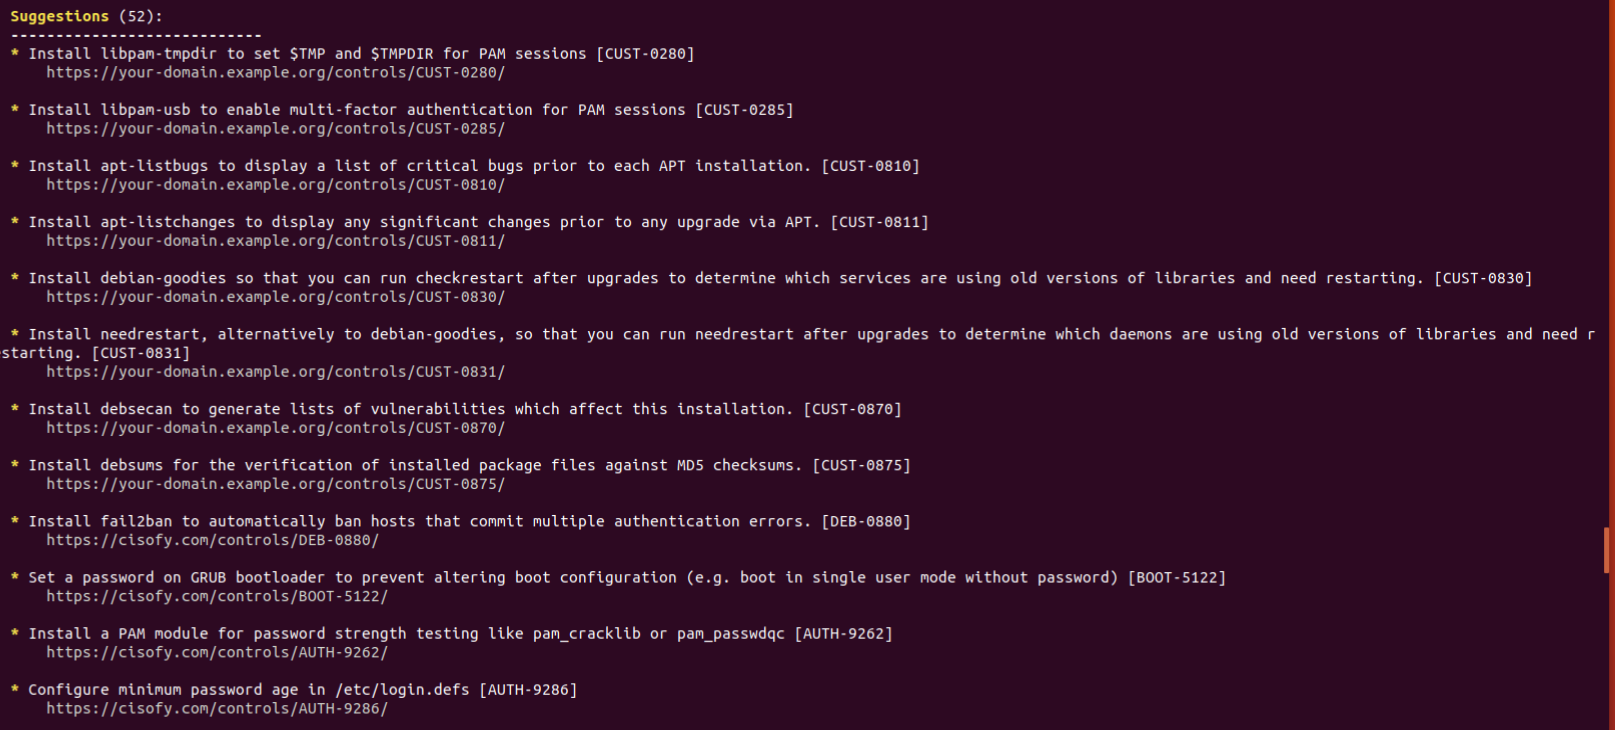 Suggestions (52):
----------------------------
* Install libpam-tmpdir to set $TMP and $TMPDIR for PAM sessions [CUST-0280]
https://your-domain.example.org/controls/CUST-0280/
* Install libpam-usb to enable multi-factor authentication for PAM sessions [CUST-0285]
https://your-domain.example.org/controls/CUST-0285/
* Install apt-listbugs to display a list of critical bugs prior to each APT installation. [CUST-0810]
https://your-domain.example.org/controls/CUST-0810/
* Install apt-listchanges to display any significant changes prior to any upgrade via APT. [CUST-0811]
https://your-domain.example.org/controls/CUST-0811/
* Install debian-goodies so that you can run checkrestart after upgrades to determine which services are using old versions of libraries and need restarting. [CUST-0830]
https://your-domain.example.org/controls/CUST-0830/
* Install needrestart, alternatively to debian-goodies, so that you can run needrestart after upgrades to determine which daemons are using old versions of libraries and need r
estarting. [CUST-0831]
https://your-domain.example.org/controls/CUST-0831/
* Install debsecan to generate lists of vulnerabilities which affect this installation. [CUST-0870]
https://your-domain.example.org/controls/CUST-0870/
* Install debsums for the verification of installed package files against MD5 checksums. [CUST-0875]
https://your-domain.example.org/controls/CUST-0875/
* Install fail2ban to automatically ban hosts that commit multiple authentication errors. [DEB-0880]
https://cisofy.com/controls/DEB-0880/
* Set a password on GRUB bootloader to prevent altering boot configuration (e.g. boot in single user mode without password) [BOOT-5122]
https://cisofy.com/controls/BOOT-5122/
* Install a PAM module for password strength testing like pam_cracklib or pam_passwdqc [AUTH-9262]
https://cisofy.com/controls/AUTH-9262/
* Configure minimum password age in /etc/login.defs [AUTH-9286]
https://cisofy.com/controls/AUTH-9286/